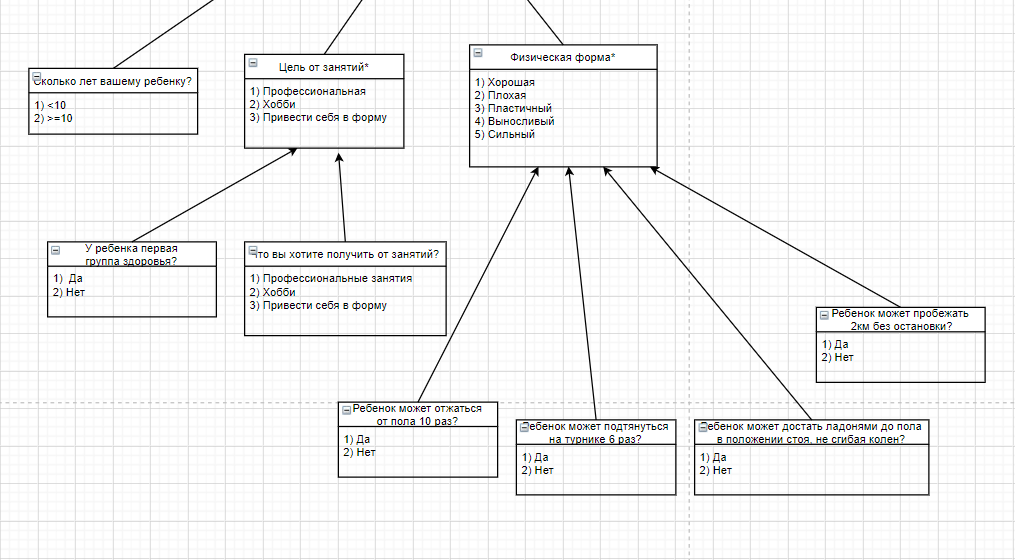 Сколько лет вашему ребенку?
1) <10
2) >=10
Цель от занятий*
1) Профессиональная
2) Хобби
3) Привести себя в форму
Физическая форма*
1) Хорошая
2) Плохая
3) Пластичный
4) Выносливый
5) Сильный
У ребенка первая
группа здоровья?
1) Да
2) Нет
Что вы хотите получить от занятий?
1) Профессиональные занятия
2) Хобби
3) Привести себя в форму
Ребенок может пробежать
2км без остановки?
1) Да
2) Нет
Ребенок может отжаться
от пола 10 раз?
1) Да
2) Нет
Ребенок может подтянуться
на турнике 6 раз?
1) Да
2) Нет
Ребенок может достать ладонями до пола
в положении стоя, не сгибая колен?
1) Да
2) Нет